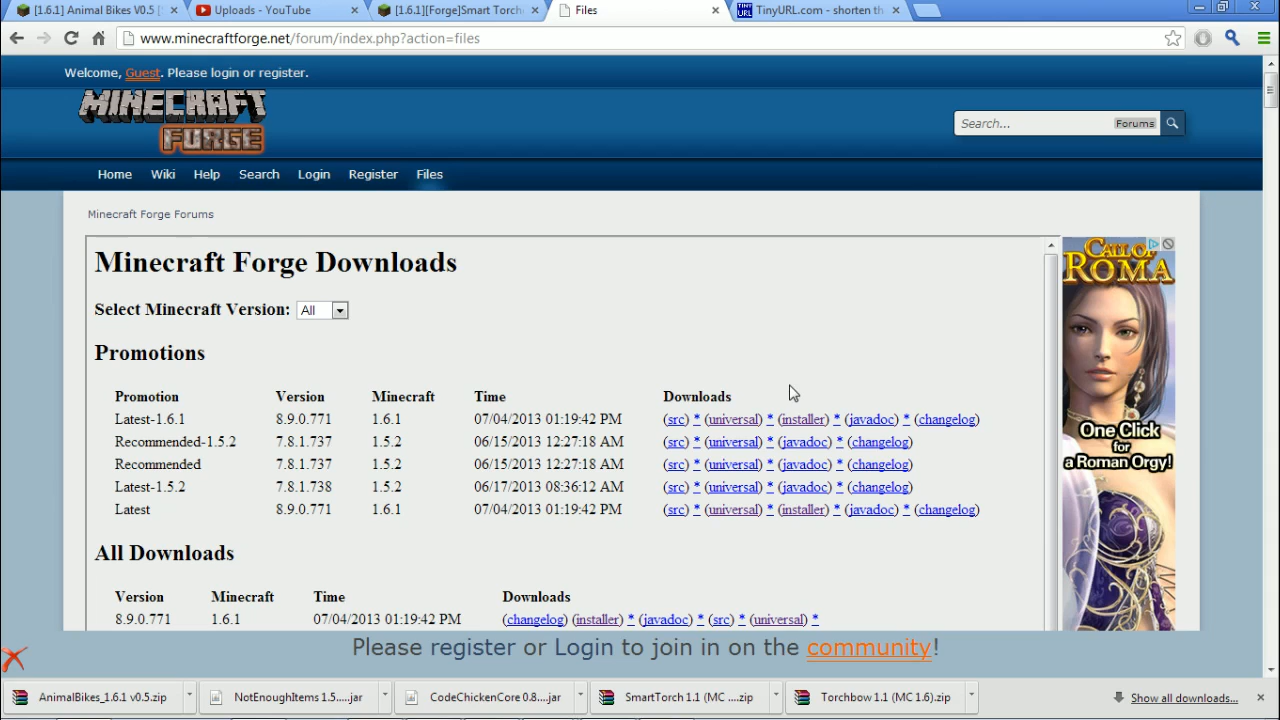 [1.6.1] Animal Bikes V0.5 [
Uploads - YouTube
[1.6.1][Forge]Smart Torch
Files
TINY URL
TinyURL.com - shorten th
www.minecraftforge.net/forum/index.php?action=files
Welcome, Guest. Please login or register.
MINECRAFT
FORGE
Search... Forums
Home Wiki Help Search Login Register Files
Minecraft Forge Forums
Minecraft Forge Downloads
Select Minecraft Version: All
Promotions
Promotion Version Minecraft Time Downloads
Latest-1.6.1 8.9.0.771 1.6.1 07/04/2013 01:19:42 PM (src) * (universal) * (installer) * (javadoc) * (changelog)
Recommended-1.5.2 7.8.1.737 1.5.2 06/15/2013 12:27:18 AM (src) * (universal) * (javadoc) * (changelog)
Recommended 7.8.1.737 1.5.2 06/15/2013 12:27:18 AM (src) * (universal) * (javadoc) * (changelog)
Latest-1.5.2 7.8.1.738 1.5.2 06/17/2013 08:36:12 AM (src) * (universal) * (javadoc) * (changelog)
Latest 8.9.0.771 1.6.1 07/04/2013 01:19:42 PM (src) * (universal) * (installer) * (javadoc) * (changelog)
All Downloads
Version Minecraft Time Downloads
8.9.0.771 1.6.1 07/04/2013 01:19:42 PM (changelog) (installer) * (javadoc) * (src) * (universal) *
CALL OF
ROMA
One Click
for
a Roman Orgy!
Please register or Login to join in on the community!
AnimalBikes_1.6.1 v0.5.zip
NotEnoughItems 1.5.....jar
CodeChickenCore 0.8....jar
SmartTorch 1.1 (MC ....zip
Torchbow 1.1 (MC 1.6).zip
Show all downloads...